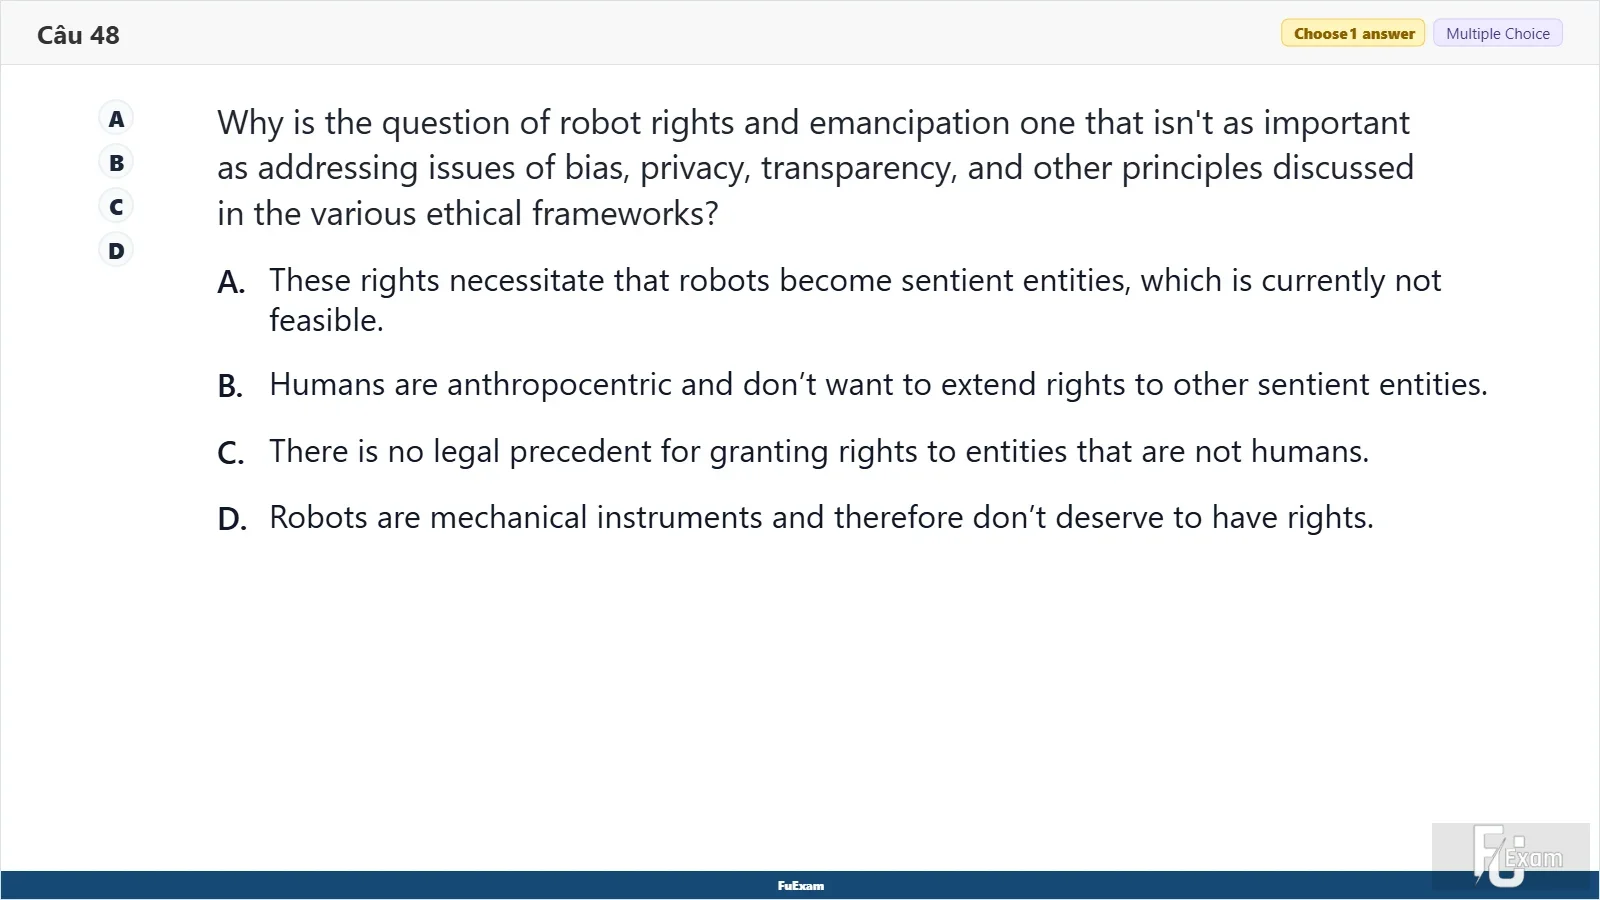 Câu 48
Choose 1 answer
Multiple Choice
A
B
C
D
Why is the question of robot rights and emancipation one that isn't as important
as addressing issues of bias, privacy, transparency, and other principles discussed
in the various ethical frameworks?
A. These rights necessitate that robots become sentient entities, which is currently not
feasible.
B. Humans are anthropocentric and don’t want to extend rights to other sentient entities.
C. There is no legal precedent for granting rights to entities that are not humans.
D. Robots are mechanical instruments and therefore don’t deserve to have rights.
FU Exam
FuExam